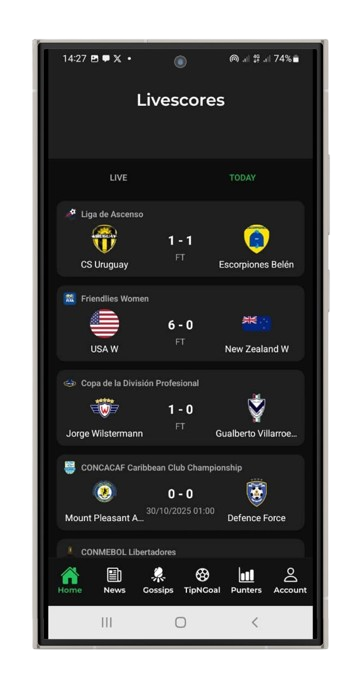 14:27
74%
Livescores
LIVE TODAY
Liga de Ascenso
1 - 1
FT
CS Uruguay Escorpiones Belén
Friendlies Women
6 - 0
FT
USA W New Zealand W
Copa de la División Profesional
1 - 0
FT
Jorge Wilstermann Gualberto Villarroe...
CONCACAF Caribbean Club Championship
0 - 0
30/10/2025 01:00
Mount Pleasant A... Defence Force
CONMEBOL Libertadores
Home News Gossips TipNGoal Punters Account